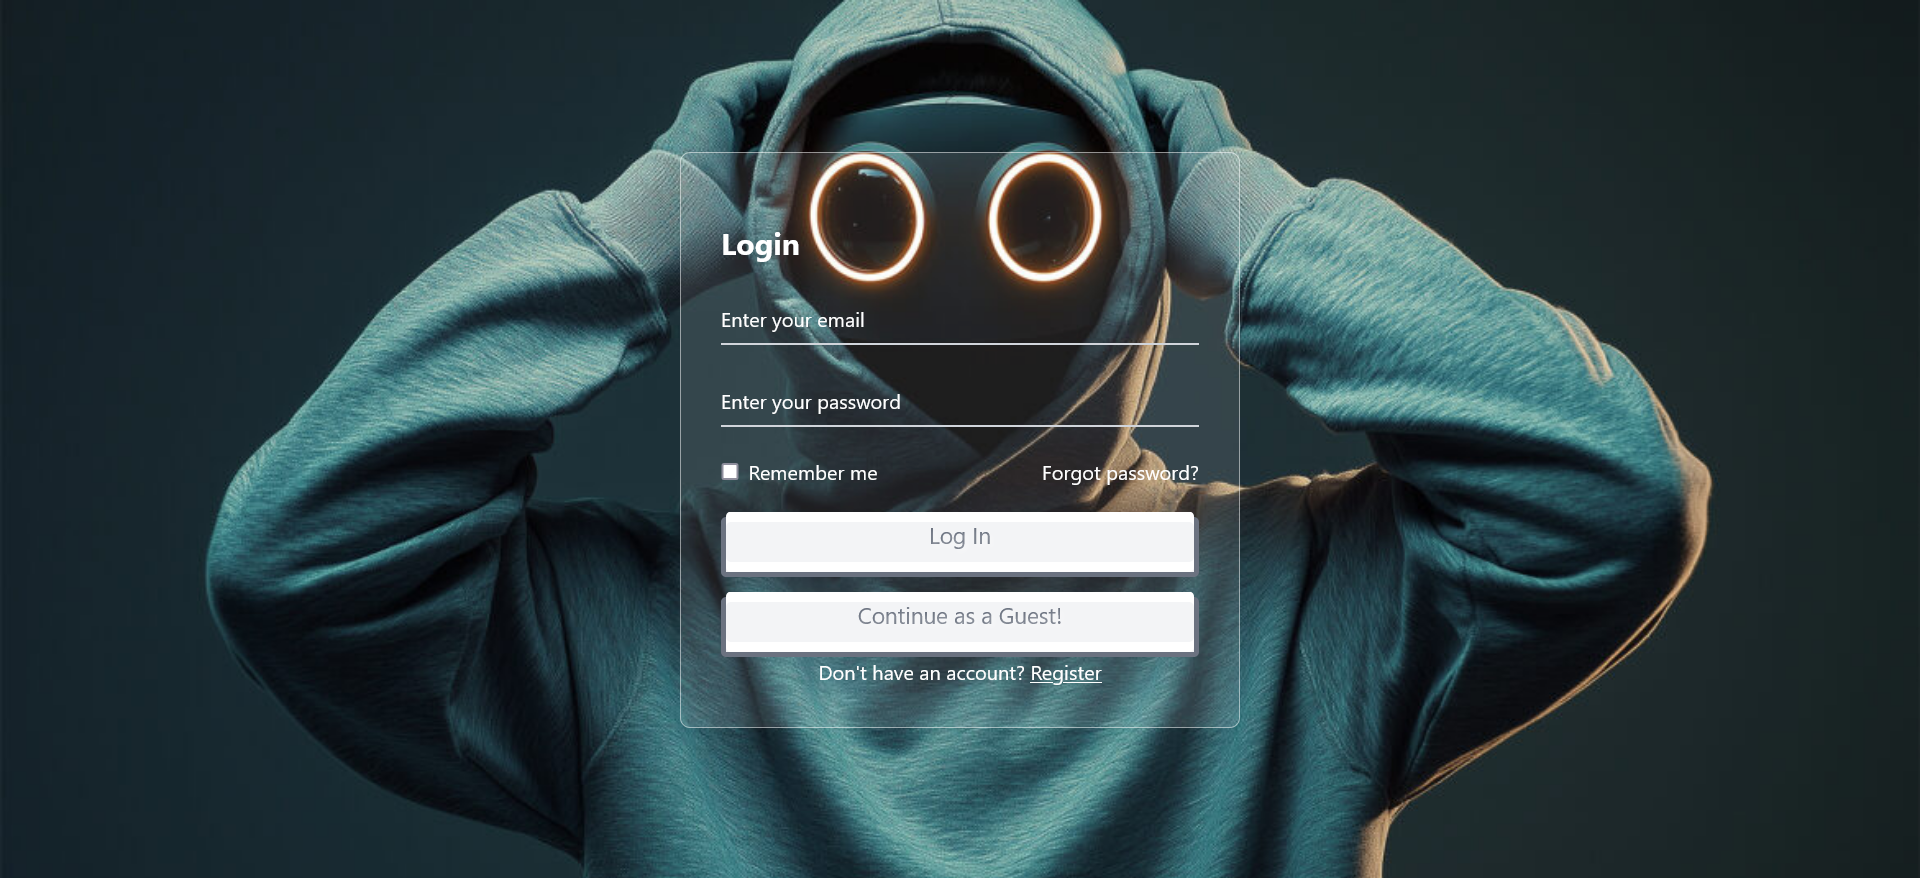 Login
Enter your email
Enter your password
Remember me
Forgot password?
Log In
Continue as a Guest!
Don't have an account? Register